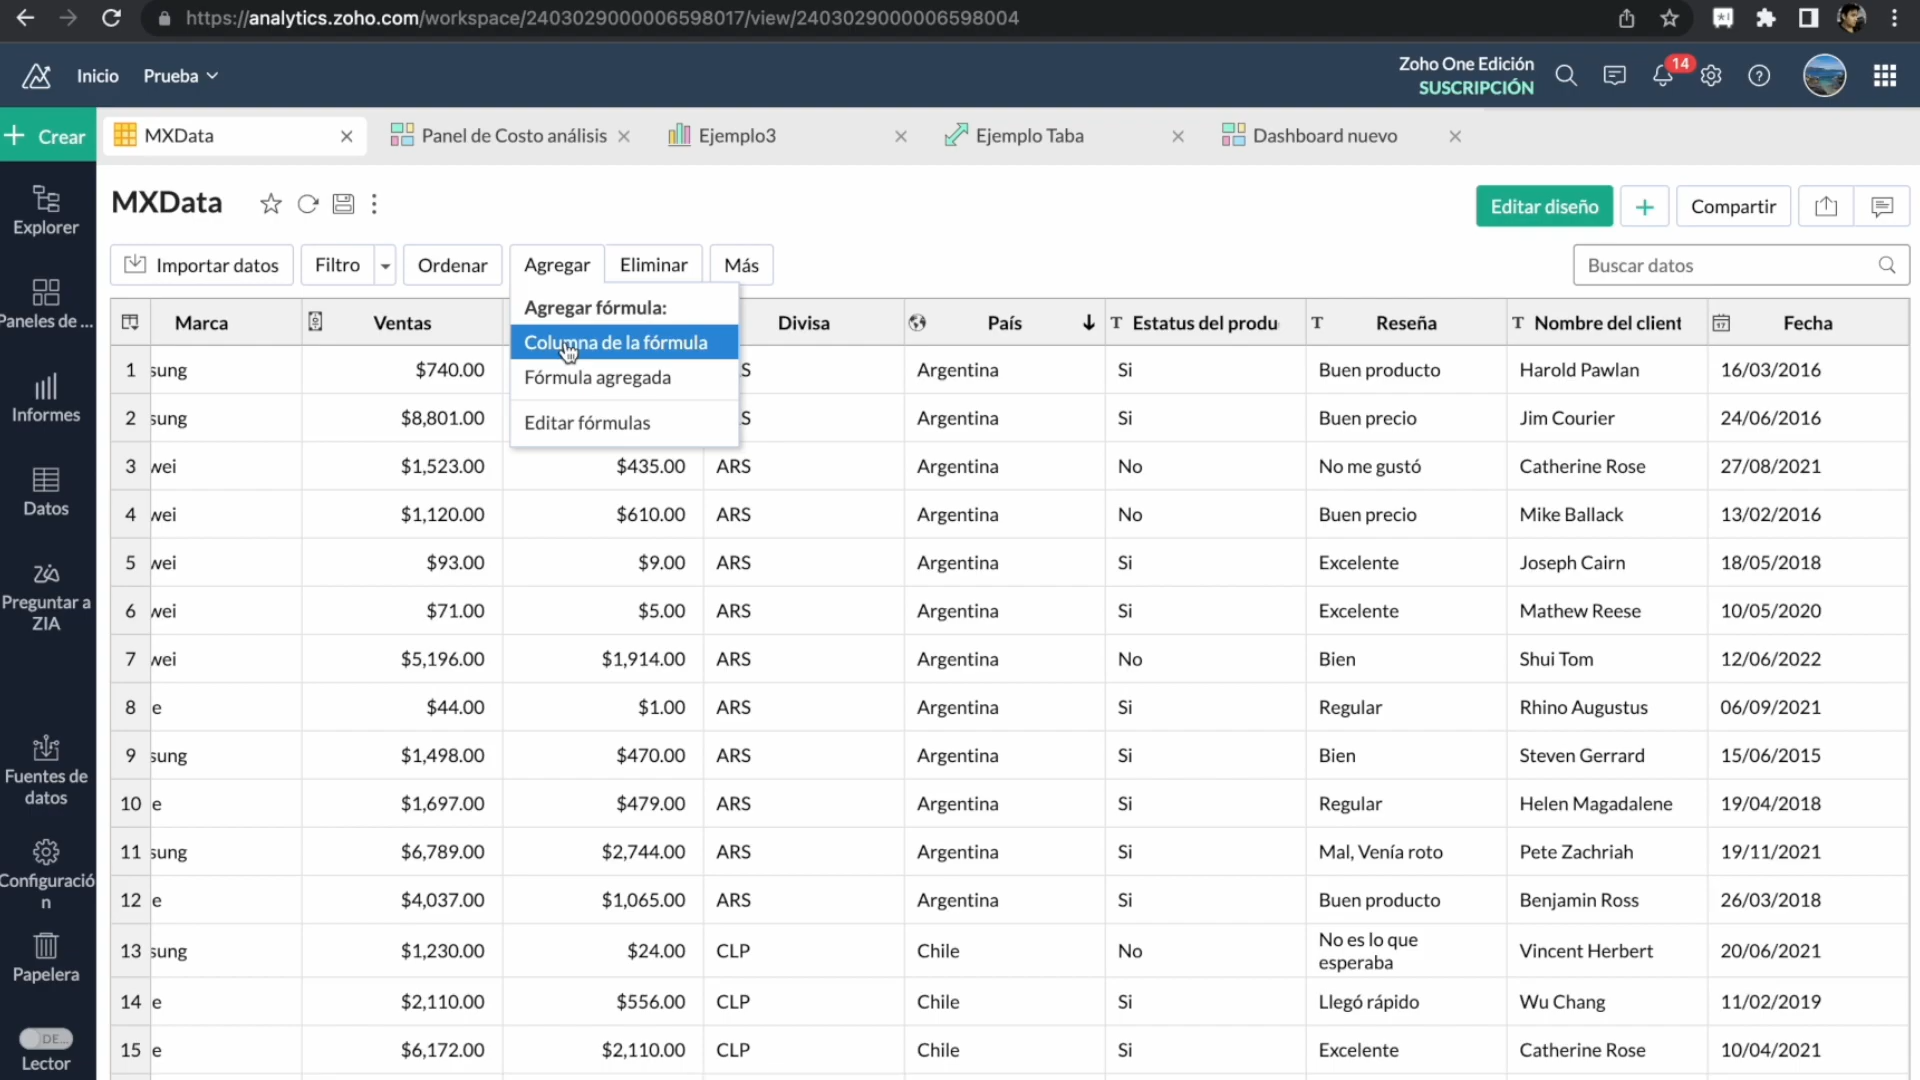 https://analytics.zoho.com/workspace/2403029000006598017/view/2403029000006598004
Inicio Prueba
Zoho One Edición
SUSCRIPCIÓN
14
Crear
MXData
Panel de Costo análisis
Ejemplo3
Ejemplo Taba
Dashboard nuevo
Explorer
Paneles de ...
Informes
Datos
Preguntar a
ZIA
Fuentes de
datos
Configuració
n
Papelera
DE...
Lector
MXData
Editar diseño
Compartir
Importar datos Filtro Ordenar Agregar Eliminar Más
Buscar datos
Agregar fórmula:
Columna de la fórmula
Fórmula agregada
Editar fórmulas
Marca Ventas Divisa País T Estatus del produ T Reseña T Nombre del client 17 Fecha
1 sung $740.00 S Argentina Si Buen producto Harold Pawlan 16/03/2016
2 sung $8,801.00 S Argentina Si Buen precio Jim Courier 24/06/2016
3 wei $1,523.00 $435.00 ARS Argentina No No me gustó Catherine Rose 27/08/2021
4 wei $1,120.00 $610.00 ARS Argentina No Buen precio Mike Ballack 13/02/2016
5 wei $93.00 $9.00 ARS Argentina Si Excelente Joseph Cairn 18/05/2018
6 wei $71.00 $5.00 ARS Argentina Si Excelente Mathew Reese 10/05/2020
7 wei $5,196.00 $1,914.00 ARS Argentina No Bien Shui Tom 12/06/2022
8 e $44.00 $1.00 ARS Argentina Si Regular Rhino Augustus 06/09/2021
9 sung $1,498.00 $470.00 ARS Argentina Si Bien Steven Gerrard 15/06/2015
10 e $1,697.00 $479.00 ARS Argentina Si Regular Helen Magadalene 19/04/2018
11 sung $6,789.00 $2,744.00 ARS Argentina Si Mal, Venía roto Pete Zachriah 19/11/2021
12 e $4,037.00 $1,065.00 ARS Argentina Si Buen producto Benjamin Ross 26/03/2018
13 sung $1,230.00 $24.00 CLP Chile No No es lo que
esperaba Vincent Herbert 20/06/2021
14 e $2,110.00 $556.00 CLP Chile Si Llegó rápido Wu Chang 11/02/2019
15 e $6,172.00 $2,110.00 CLP Chile Si Excelente Catherine Rose 10/04/2021